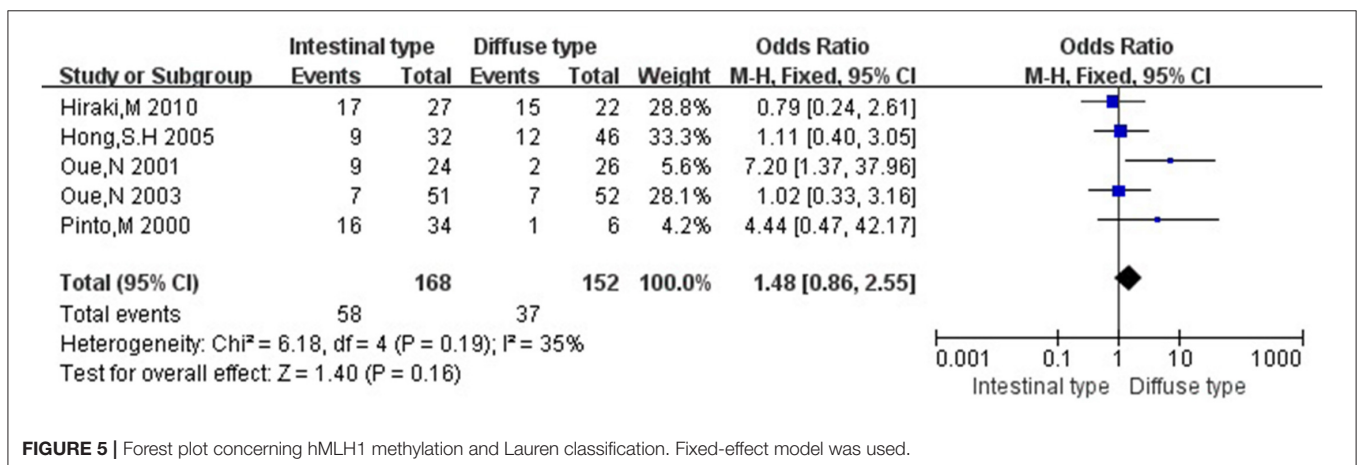 Intestinal type Diffuse type Odds Ratio Odds Ratio
Study or Subgroup Events Total Events Total Weight M-H, Fixed, 95% CI M-H, Fixed, 95% CI
Hiraki,M 2010 17 27 15 22 28.8% 0.79 [0.24, 2.61]
Hong,S.H 2005 9 32 12 46 33.3% 1.11 [0.40, 3.05]
Oue,N 2001 9 24 2 26 5.6% 7.20 [1.37, 37.96]
Oue,N 2003 7 51 7 52 28.1% 1.02 [0.33, 3.16]
Pinto,M 2000 16 34 1 6 4.2% 4.44 [0.47, 42.17]
Total (95% CI) 168 152 100.0% 1.48 [0.86, 2.55]
Total events 58 37
Heterogeneity: Chi² = 6.18, df = 4 (P = 0.19); I² = 35%
Test for overall effect: Z = 1.40 (P = 0.16)
0.001 0.1 1 10 1000
Intestinal type Diffuse type
FIGURE 5 | Forest plot concerning hMLH1 methylation and Lauren classification. Fixed-effect model was used.